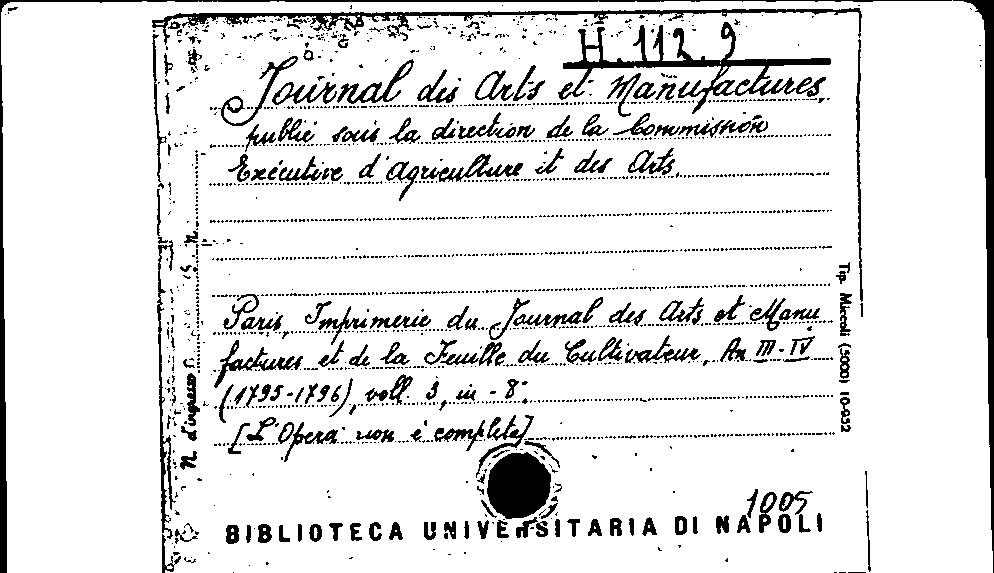 H. 112. 9
Journal des Arts et Manufactures,
publié sous la direction de la Commission
Exécutive d'Agriculture et des Arts.
Paris, Imprimerie du Journal des Arts et Manu
factures et de la Feuille du Cultivateur, An III-IV
(1795-1796), voll. 3, in-8°.
[L'Opera non è completa]
1005
BIBLIOTECA UNIVERSITARIA DI NAPOLI
N. d'ingresso
Tip. Miccoli (5000) 10-952